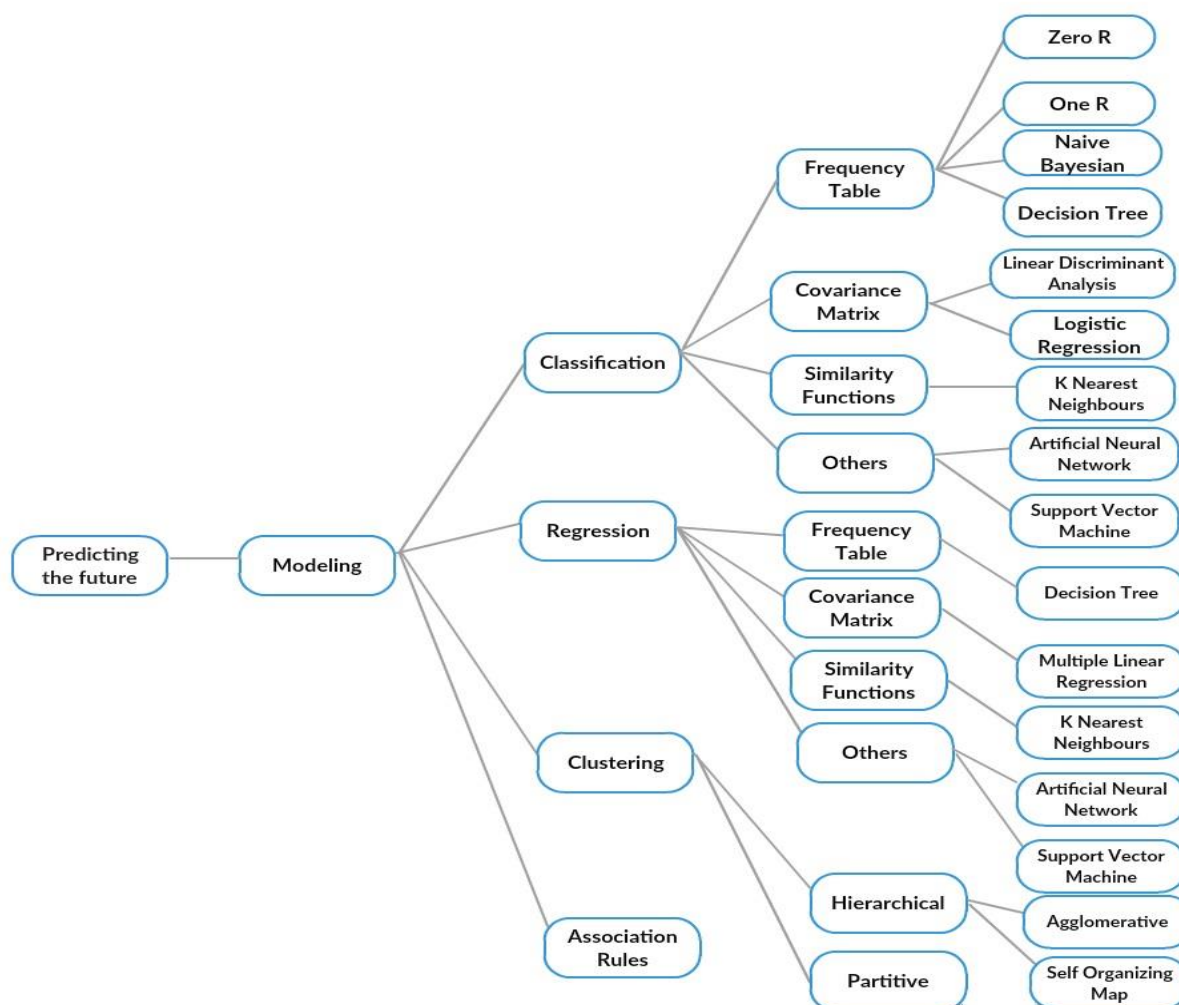 Zero R
One R
Naive
Bayesian
Frequency
Table
Decision Tree
Linear Discriminant
Analysis
Covariance
Matrix
Logistic
Regression
Classification
Similarity
Functions
K Nearest
Neighbours
Others
Artificial Neural
Network
Support Vector
Machine
Regression
Frequency
Table
Predicting
the future
Modeling
Decision Tree
Covariance
Matrix
Multiple Linear
Regression
Similarity
Functions
K Nearest
Neighbours
Clustering
Others
Artificial Neural
Network
Support Vector
Machine
Hierarchical
Agglomerative
Association
Rules
Partitive
Self Organizing
Map